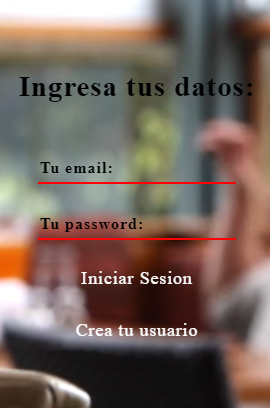 Ingresa tus datos:
Tu email:
Tu password:
Iniciar Sesion
Crea tu usuario